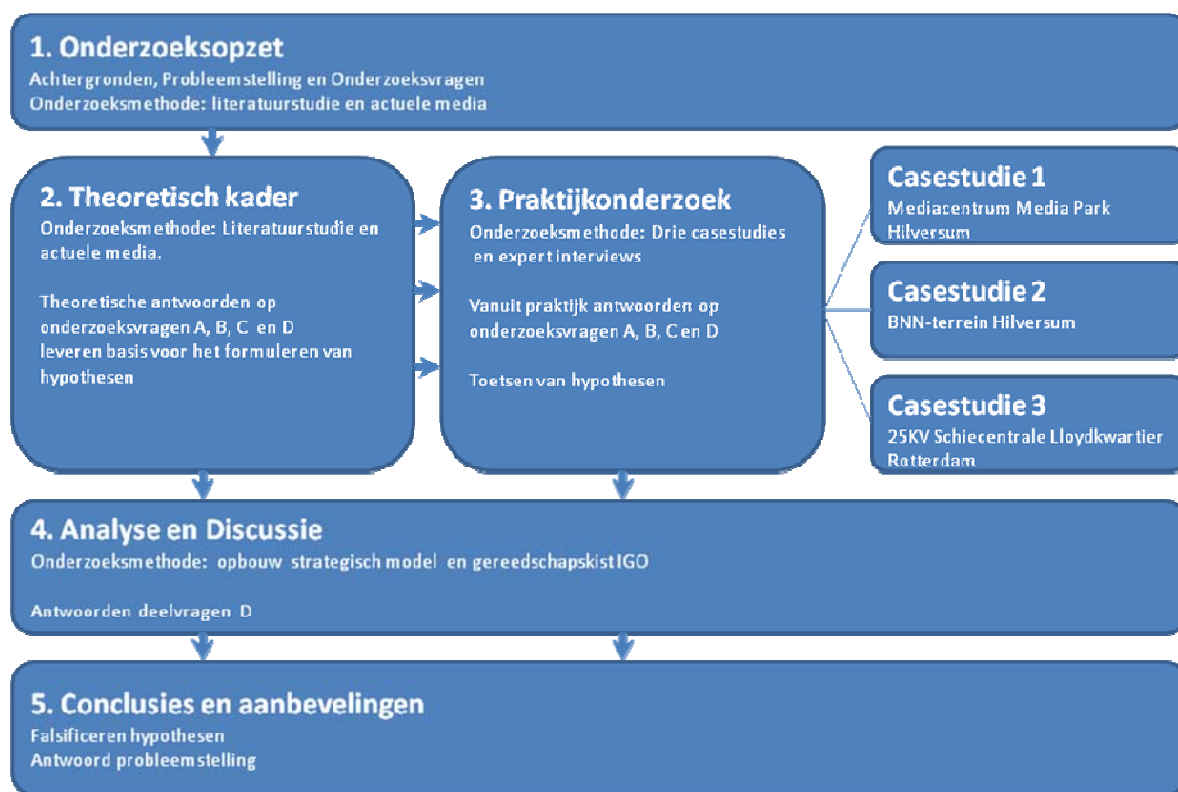 1. Onderzoeksopzet
Achtergronden, Probleemstelling en Onderzoeksvragen
Onderzoeksmethode: literatuurstudie en actuele media
2. Theoretisch kader
Onderzoeksmethode: Literatuurstudie en
actuele media.
Theoretische antwoorden op
onderzoeksvragen A, B, C en D
leveren basis voor het formuleren van
hypothesen
3. Praktijkonderzoek
Onderzoeksmethode: Drie casestudies
en expert interviews
Vanuit praktijk antwoorden op
onderzoeksvragen A, B, C en D
Toetsen van hypothesen
Casestudie 1
Mediacentrum Media Park
Hilversum
Casestudie 2
BNN-terrein Hilversum
Casestudie 3
25KV Schiecentrale Lloydkwartier
Rotterdam
4. Analyse en Discussie
Onderzoeksmethode: opbouw strategisch model en gereedschapskist IGO
Antwoorden deelvragen D
5. Conclusies en aanbevelingen
Falsificeren hypothesen
Antwoord probleemstelling